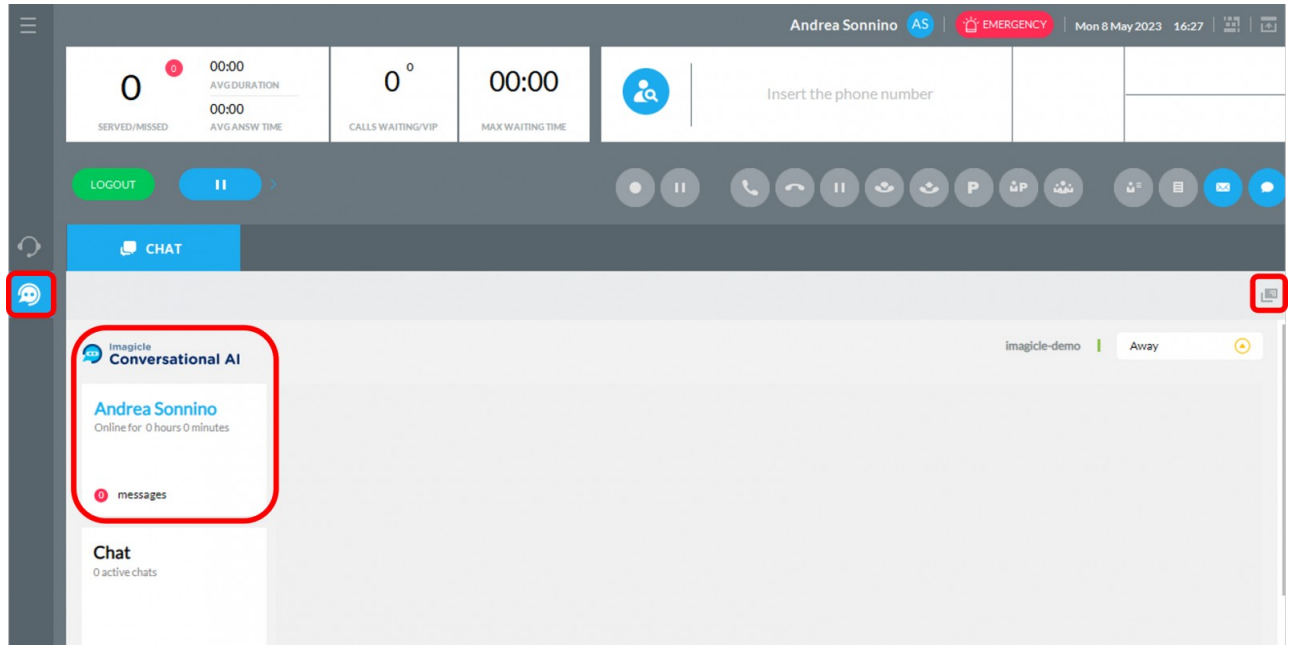 Andrea Sonnino AS EMERGENCY Mon 8 May 2023 16:27
0 0
SERVED/MISSED
00:00
AVG DURATION
00:00
AVG ANSW TIME
0 0
CALLS WAITING/VIP
00:00
MAX WAITING TIME
Insert the phone number
LOGOUT
P P
CHAT
Imagicle
Conversational AI
imagicle-demo Away
Andrea Sonnino
Online for 0 hours 0 minutes
0 messages
Chat
0 active chats